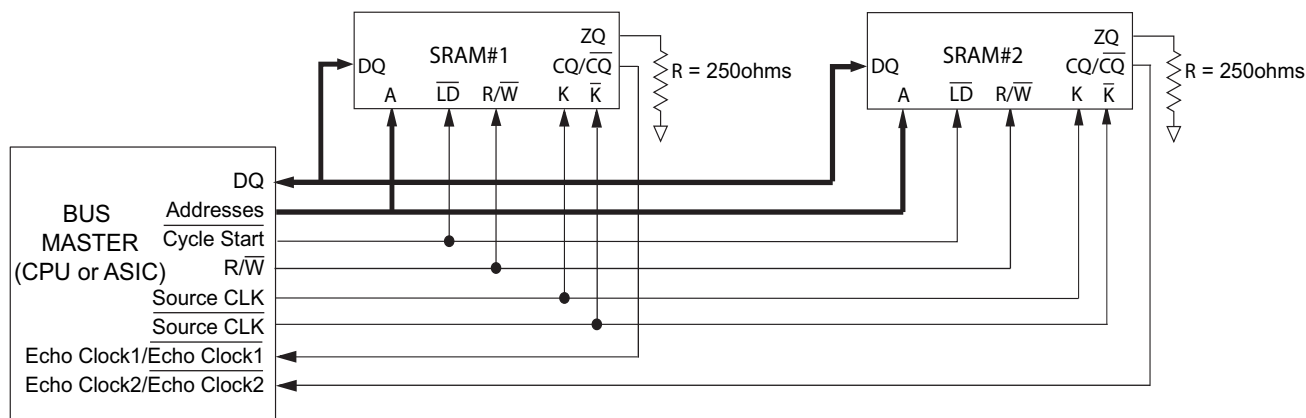 SRAM#1
ZQ
DQ
CQ/CQ
A LD R/W K K
R = 250ohms
SRAM#2
ZQ
DQ
CQ/CQ
A LD R/W K K
R = 250ohms
BUS
MASTER
(CPU or ASIC)
DQ
Addresses
Cycle Start
R/W
Source CLK
Source CLK
Echo Clock1/Echo Clock1
Echo Clock2/Echo Clock2